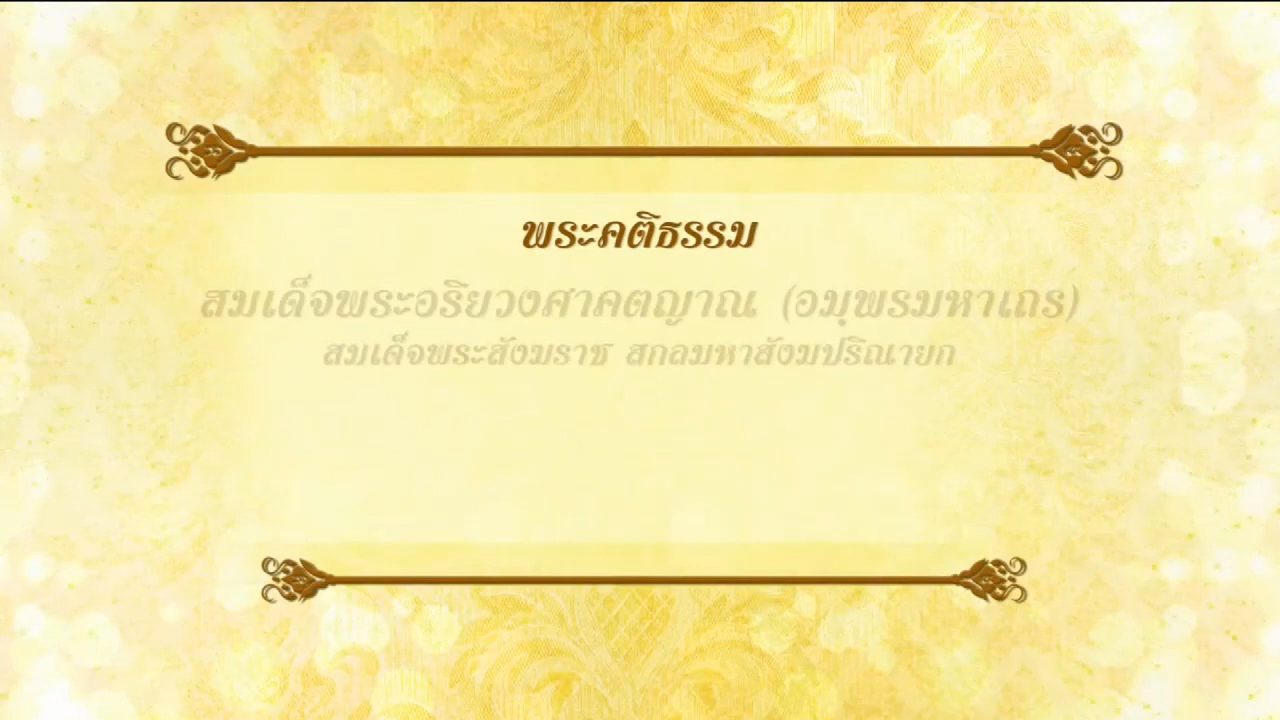 พระคติธรรม
สมเด็จพระอริยวงศาคตญาณ (อมฺพรมหาเถร)
สมเด็จพระสังฆราช สกลมหาสังฆปริณายก